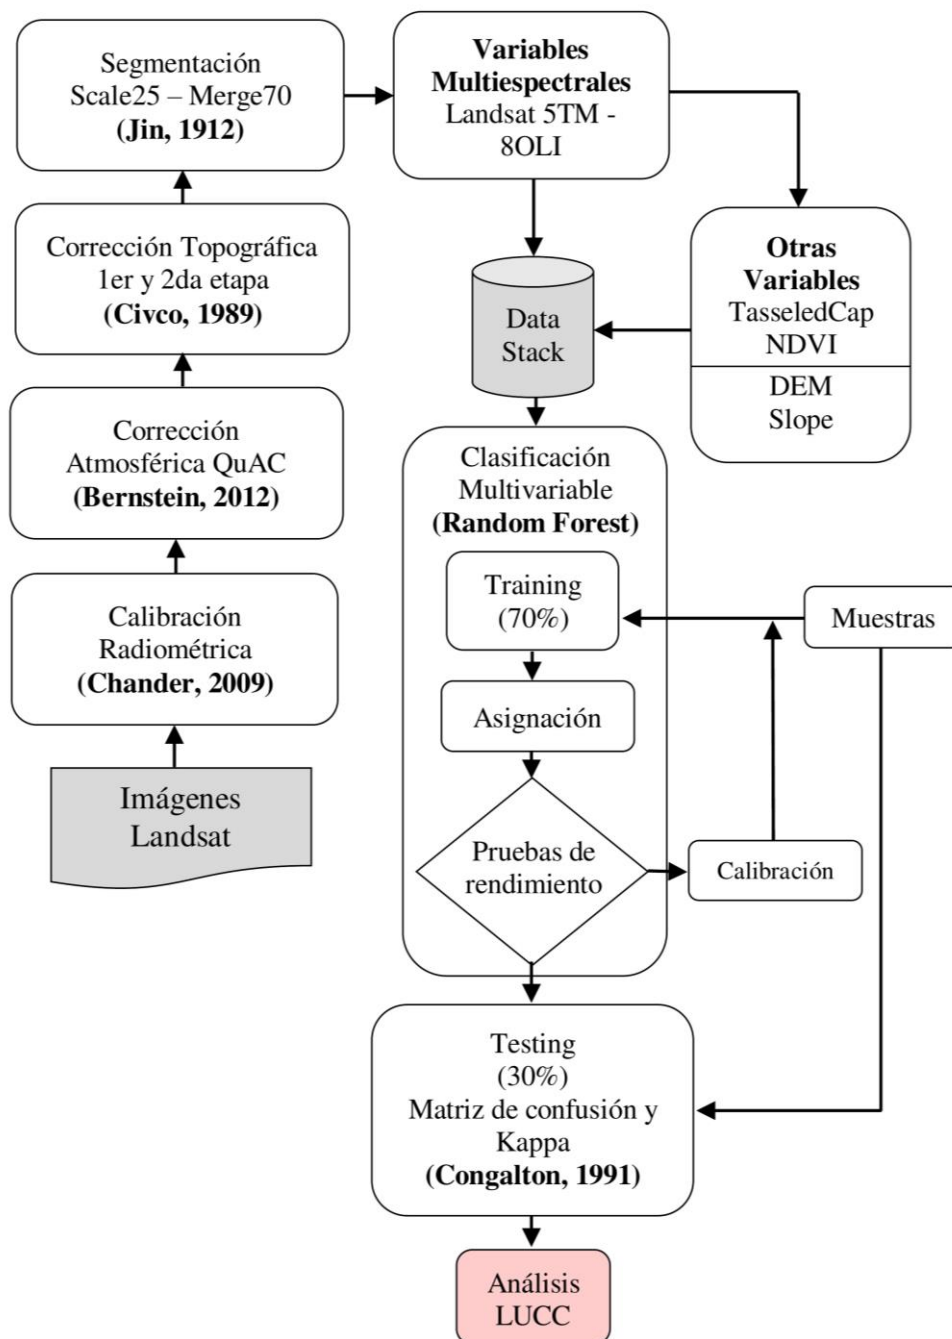 Segmentación
Scale25 – Merge70
(Jin, 1912)
Variables
Multiespectrales
Landsat 5TM -
8OLI
Corrección Topográfica
1er y 2da etapa
(Civco, 1989)
Otras
Variables
TasseledCap
NDVI
DEM
Slope
Data
Stack
Corrección
Atmosférica QuAC
(Bernstein, 2012)
Clasificación
Multivariable
(Random Forest)
Training
(70%)
Muestras
Calibración
Radiométrica
(Chander, 2009)
Asignación
Imágenes
Landsat
Pruebas de
rendimiento
Calibración
Testing
(30%)
Matriz de confusión y
Kappa
(Congalton, 1991)
Análisis
LUCC